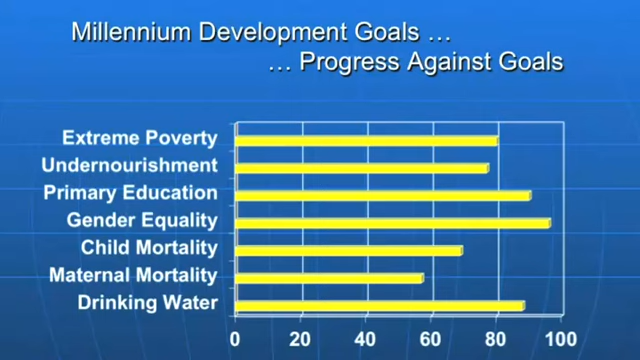 Millennium Development Goals …
… Progress Against Goals
Extreme Poverty
Undernourishment
Primary Education
Gender Equality
Child Mortality
Maternal Mortality
Drinking Water
0 20 40 60 80 100